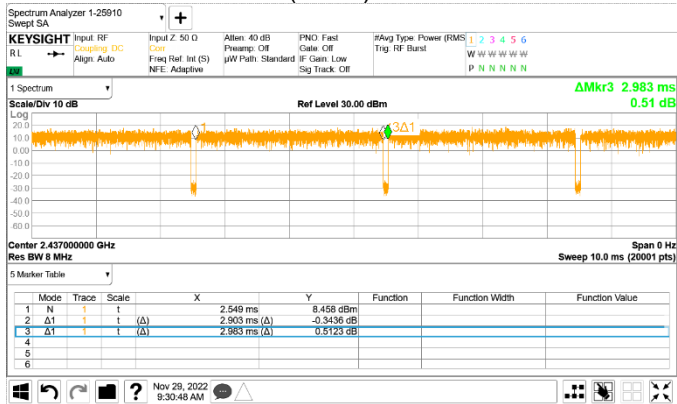 Spectrum Analyzer 1-25910
Swept SA
+
KEYSIGHT Input: RF Input Z: 50 Ω Atten: 40 dB PNO: Fast #Avg Type: Power (RMS 1 2 3 4 5 6
RL Coupling: DC Corr Preamp: Off Gate: Off Trig: RF Burst W W W W W W
Align: Auto Freq Ref: Int (S) µW Path: Standard IF Gain: Low P N N N N N
NFE: Adaptive Sig Track: Off
1 Spectrum
ΔMkr3 2.983 ms
Scale/Div 10 dB Ref Level 30.00 dBm 0.51 dB
Log
20.0
10.0
0.00
-10.0
-20.0
-30.0
-40.0
-50.0
-60.0
1
3Δ1
Center 2.437000000 GHz Span 0 Hz
Res BW 8 MHz Sweep 10.0 ms (20001 pts)
5 Marker Table
Mode Trace Scale X Y Function Function Width Function Value
1 N 1 t 2.549 ms 8.458 dBm
2 Δ1 1 t (Δ) 2.903 ms (Δ) -0.3436 dB
3 Δ1 1 t (Δ) 2.983 ms (Δ) 0.5123 dB
4
5
6
? Nov 29, 2022
9:30:48 AM